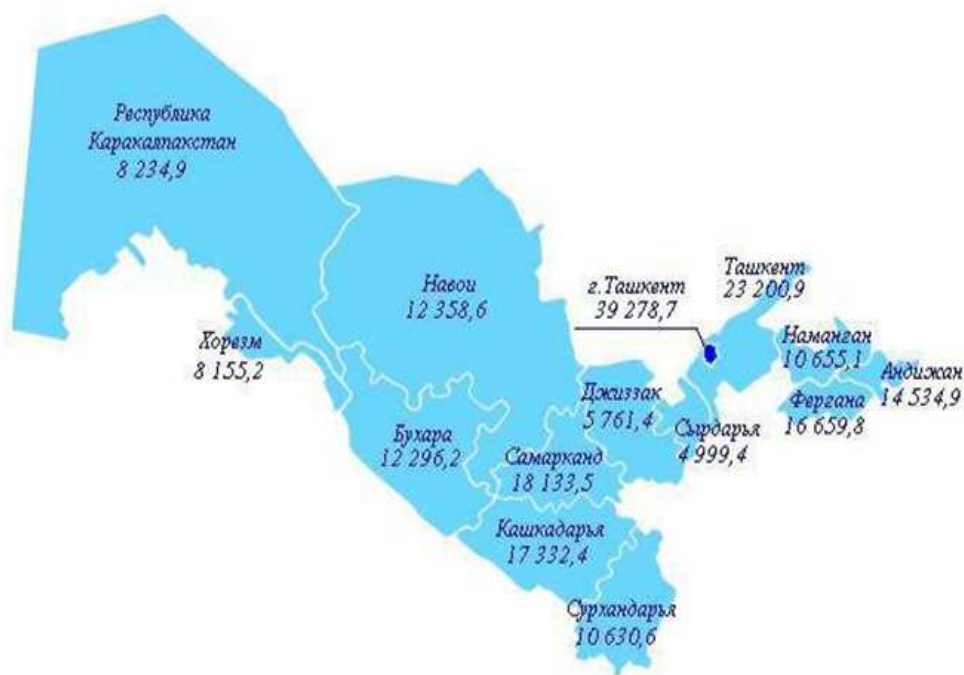 Республика
Каракалпакстан
8 234,9
Навои
12 358,6
г.Ташкент
39 278,7
Ташкент
23 200,9
Хорезм
8 155,2
Наманган
10 655,1
Андижан
14 534,9
Фергана
16 659,8
Джиззак
5 761,4
Сырдарья
4 999,4
Бухара
12 296,2
Самарканд
18 133,5
Кашкадарья
17 332,4
Сурхандарья
10 630,6